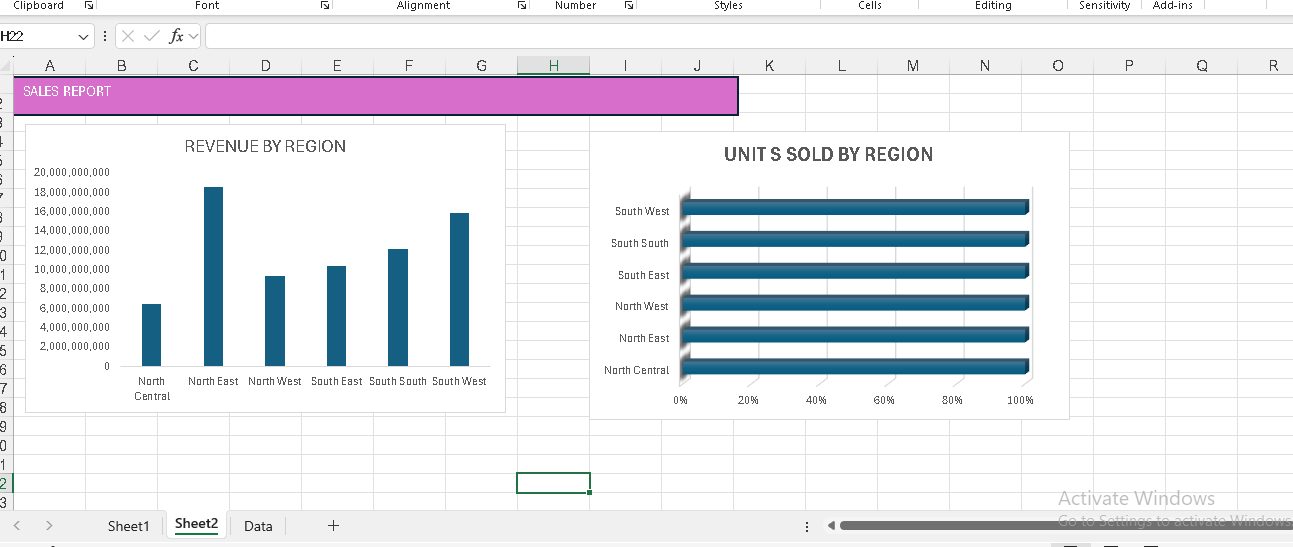 Clipboard Font Alignment Number Styles Cells Editing Sensitivity Add-ins
H22 fx
A B C D E F G H I J K L M N O P Q R
SALES REPORT
REVENUE BY REGION
20,000,000,000
18,000,000,000
16,000,000,000
14,000,000,000
12,000,000,000
10,000,000,000
8,000,000,000
6,000,000,000
4,000,000,000
2,000,000,000
0
North Central North East North West South East South South South West
UNIT S SOLD BY REGION
South West
South South
South East
North West
North East
North Central
0% 20% 40% 60% 80% 100%
Activate Windows
Go to Settings to activate Windows.
Sheet1 Sheet2 Data